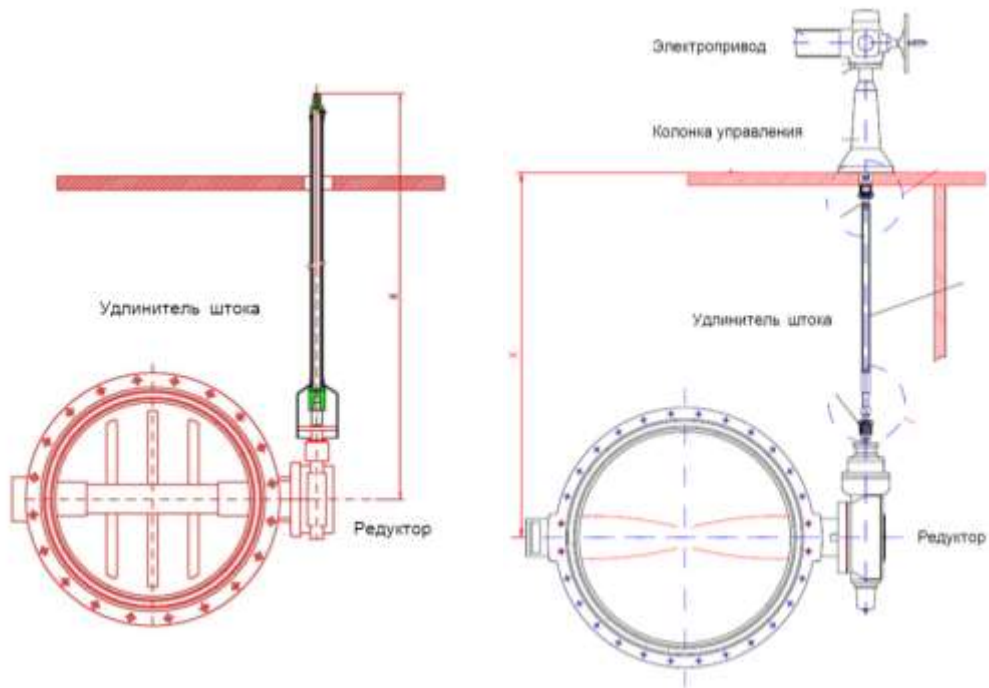 Электропривод
Колонка управления
Удлинитель штока
Удлинитель штока
Редуктор
Редуктор